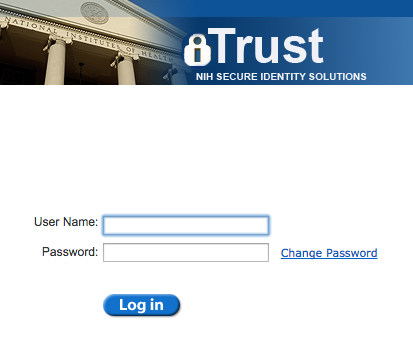 NATIONAL INSTITUTES OF HEALTH
iTrust
NIH SECURE IDENTITY SOLUTIONS
User Name:
Password:
Change Password
Log in